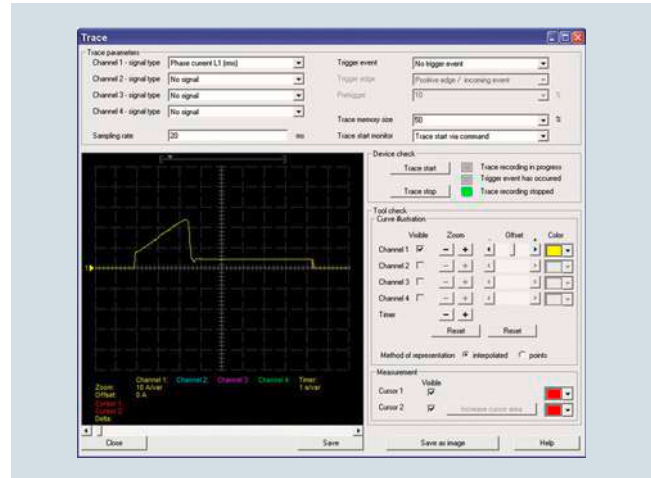 Trace
Trace parameters
Channel 1 - signal type Phase current L1 (rms) Trigger event No trigger event
Channel 2 - signal type No signal Trigger edge Positive edge / incoming event
Channel 3 - signal type No signal Pretrigger 10 %
Channel 4 - signal type No signal
Trace memory size 50 %
Sampling rate 20 ms Trace start monitor Trace start via command
Device check
Trace start Trace recording in progress
Trigger event has occurred
Trace stop Trace recording stopped
Tool check
Curve illustration
Visible Zoom - Offset + Color
Channel 1 - +
Channel 2 - +
Channel 3 - +
Channel 4 - +
Timer - +
Reset Reset
Method of representation interpolated points
Channel 1: Channel 2: Channel 3: Channel 4: Timer:
Zoom: 10 A/var 1 s/var
Offset: 0 A
Cursor 1:
Cursor 2:
Delta:
Measurement
Visible
Cursor 1
Cursor 2 Increase cursor area
Close Save Save as image Help